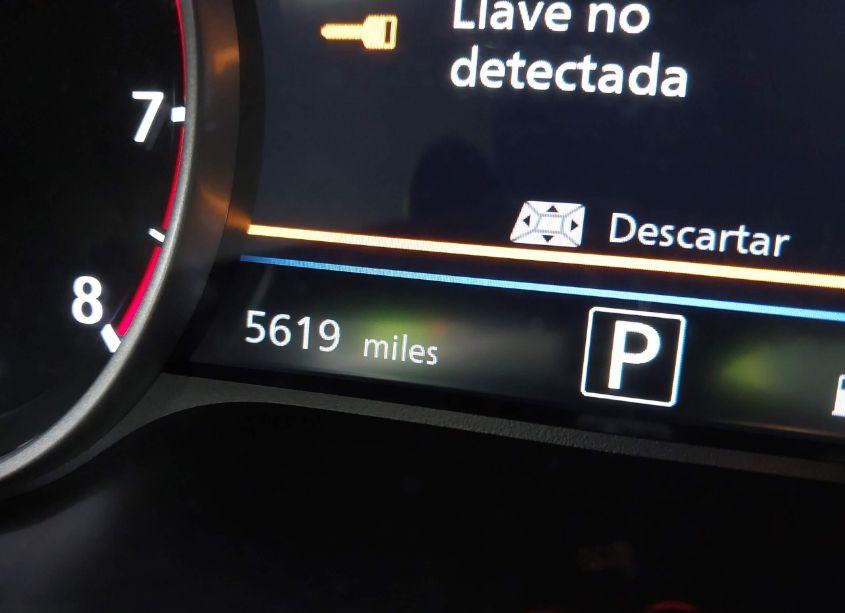 Llave no
detectada
7
Descartar
8
5619 miles
P